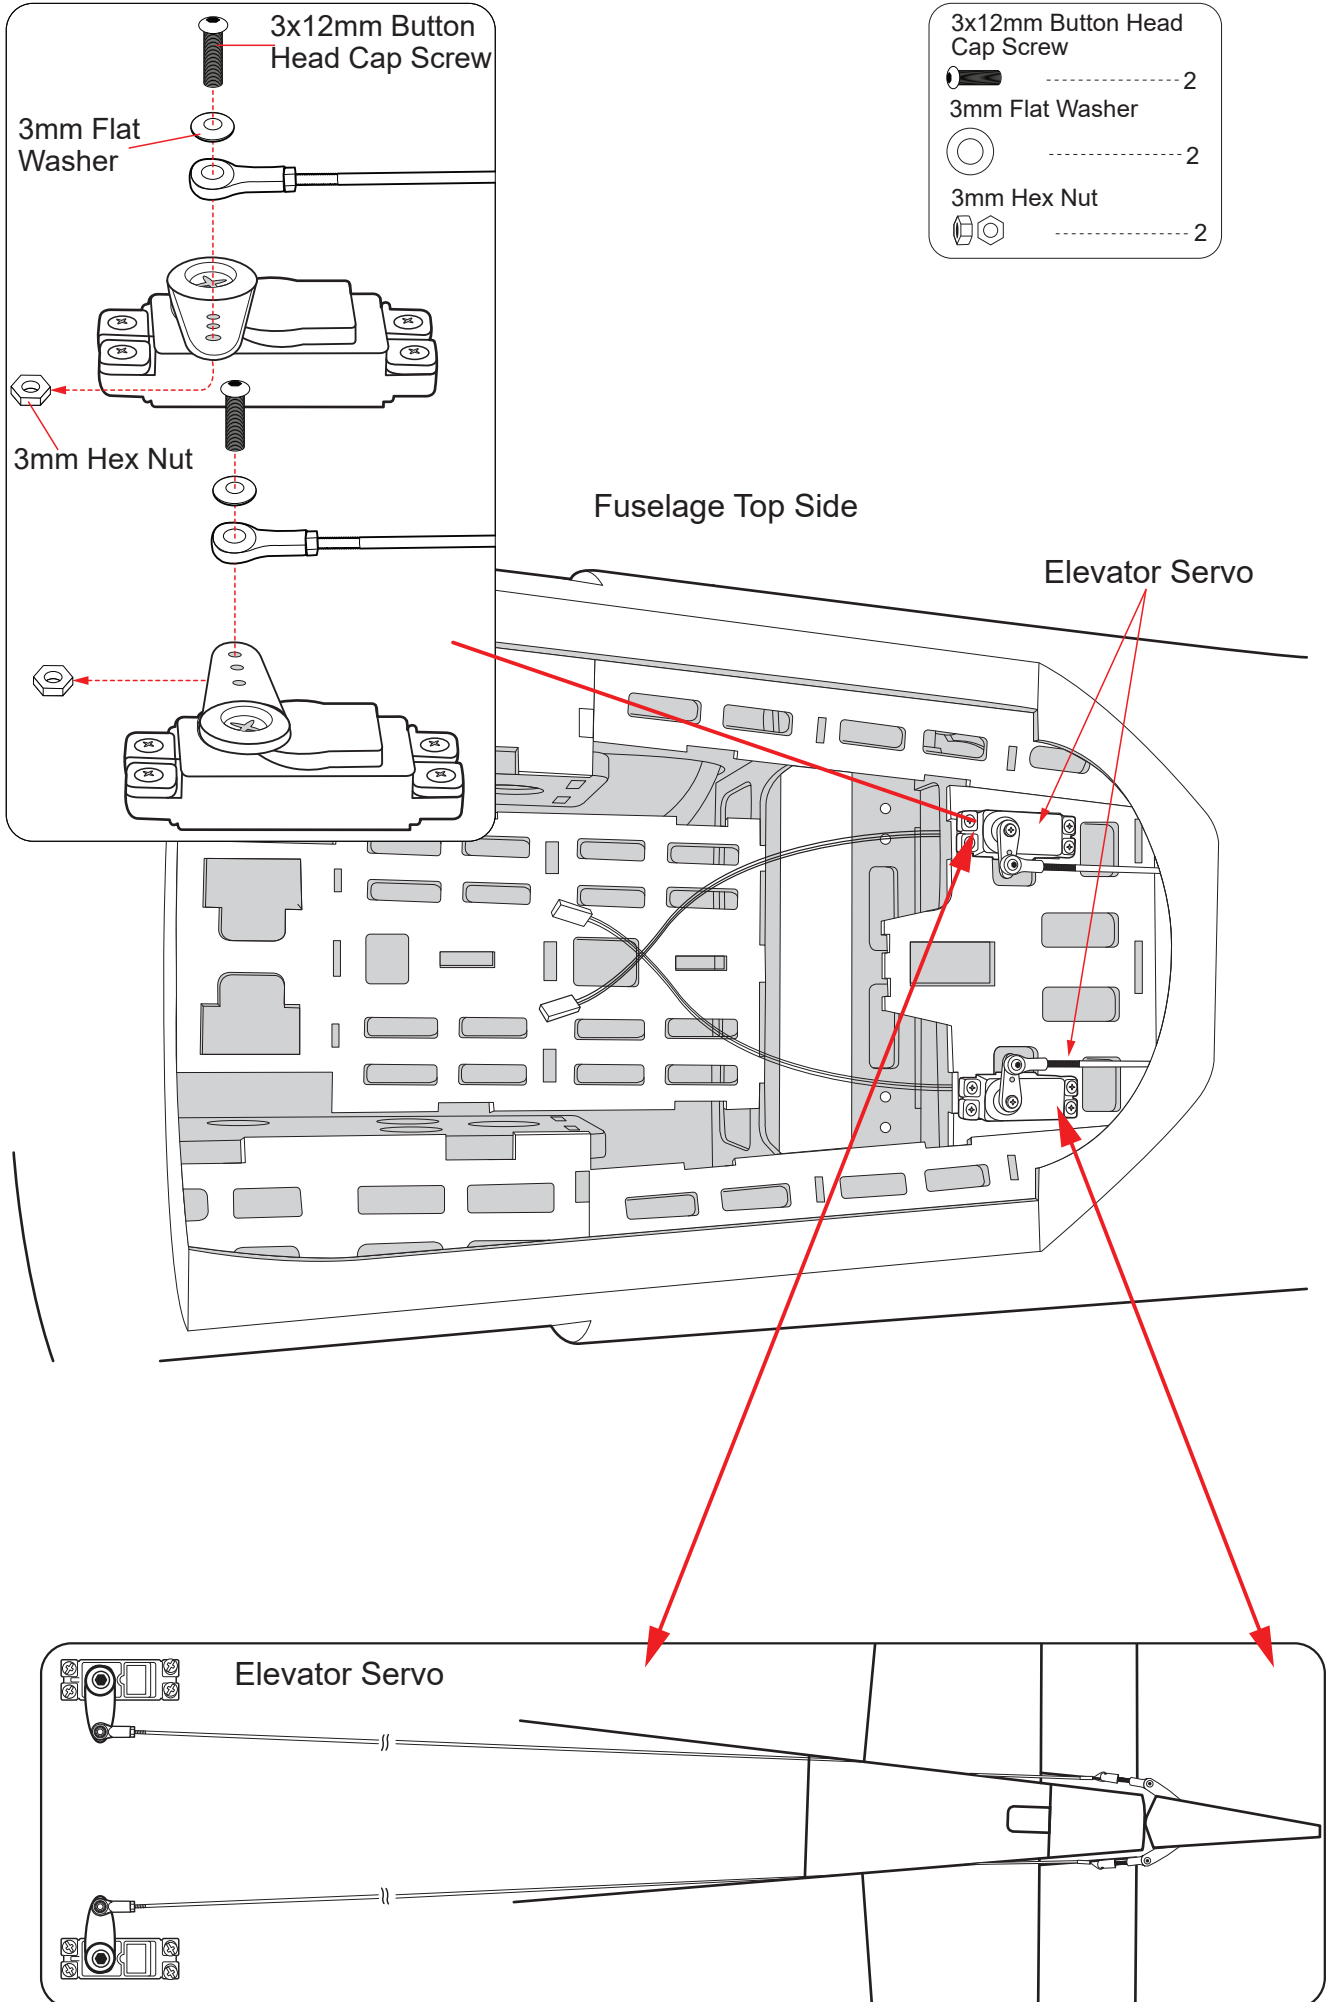 3x12mm Button
Head Cap Screw
3mm Flat
Washer
3mm Hex Nut
3x12mm Button Head
Cap Screw
2
3mm Flat Washer
2
3mm Hex Nut
2
Fuselage Top Side
Elevator Servo
Elevator Servo